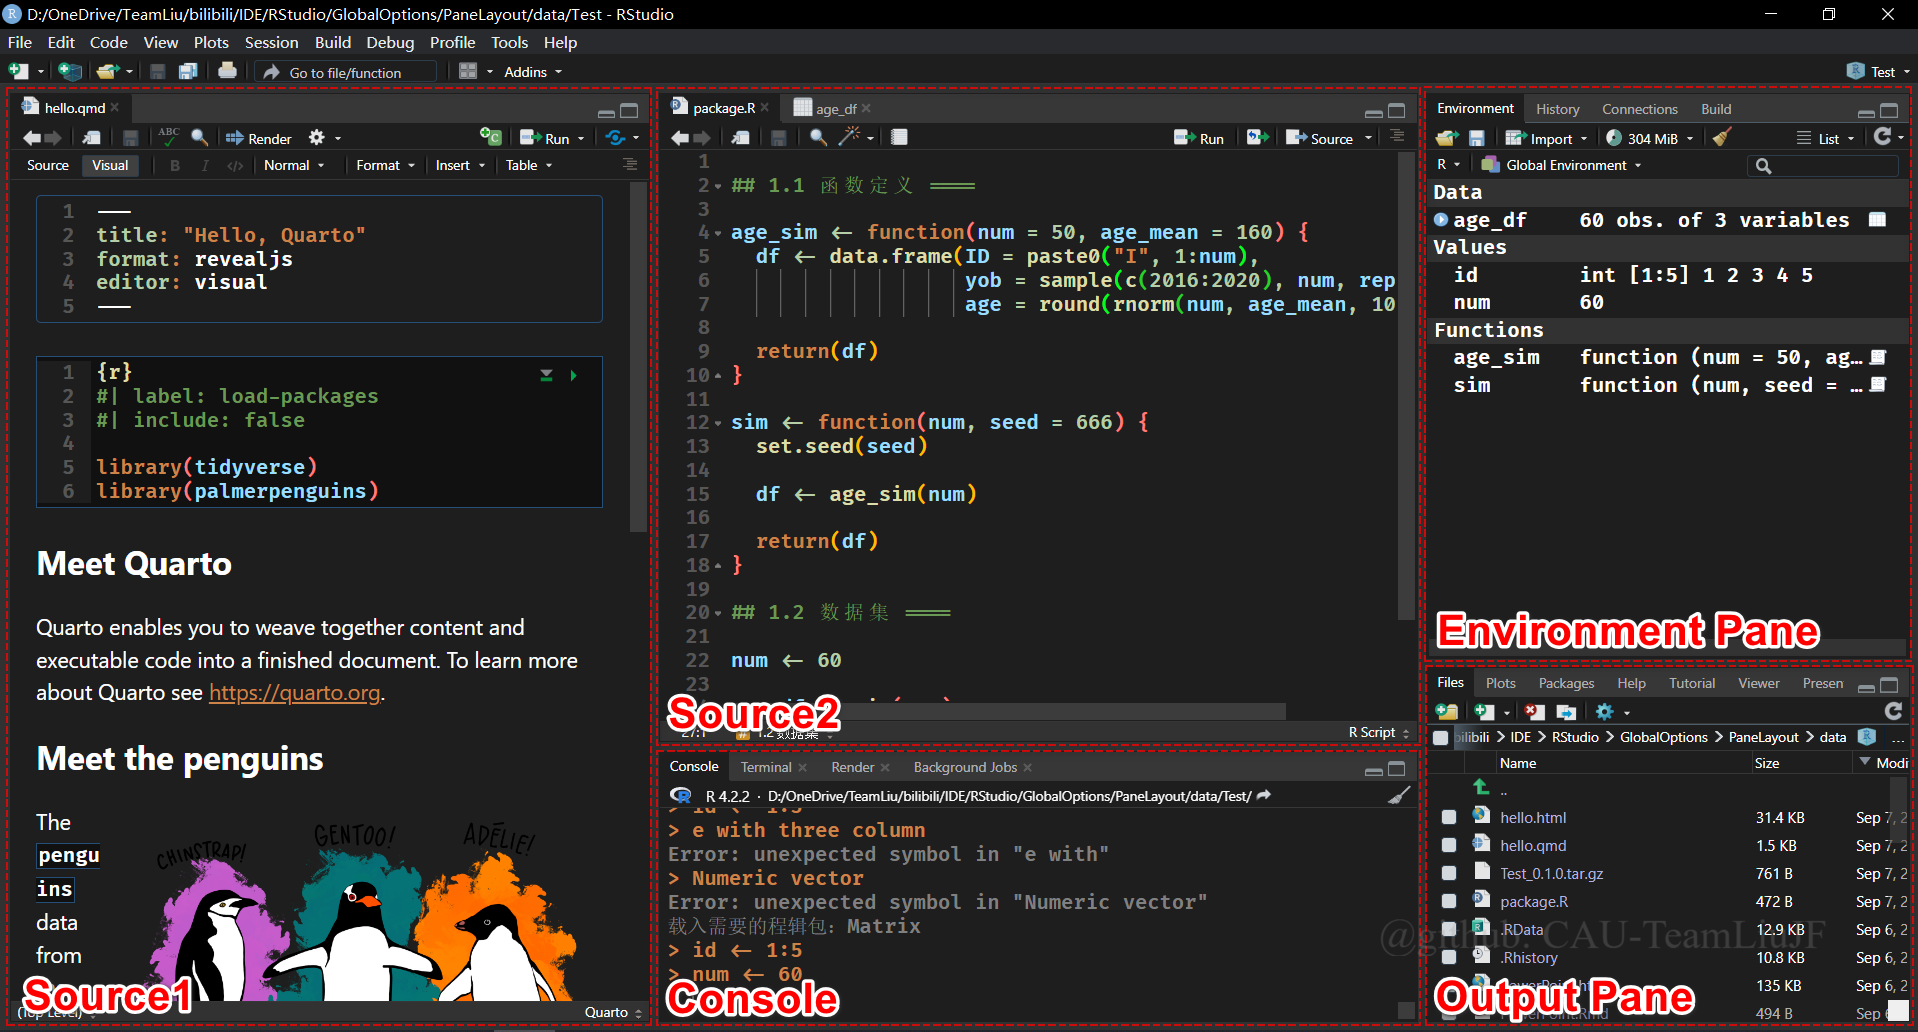 D:/OneDrive/TeamLiu/bilibili/IDE/RStudio/GlobalOptions/PaneLayout/data/Test - RStudio
File Edit Code View Plots Session Build Debug Profile Tools Help
Go to file/function Addins Test
hello.qmd
ABC Render Run
Source Visual B I </> Normal Format Insert Table
1 ---
2 title: "Hello, Quarto"
3 format: revealjs
4 editor: visual
5 ---
1 {r}
2 #| label: load-packages
3 #| include: false
4
5 library(tidyverse)
6 library(palmerpenguins)
Meet Quarto
Quarto enables you to weave together content and
executable code into a finished document. To learn more
about Quarto see https://quarto.org.
Meet the penguins
The
pengu
ins
data
from
CHINSTRAP!
GENTOO!
ADĒLIE!
Source1
(Top Level)
Quarto
package.R age_df
Run Source
1
2 ## 1.1 函数定义 ====
3
4 age_sim <- function(num = 50, age_mean = 160) {
5 df <- data.frame(ID = paste0("I", 1:num),
6 yob = sample(c(2016:2020), num, rep
7 age = round(rnorm(num, age_mean, 10
8
9 return(df)
10 }
11
12 sim <- function(num, seed = 666) {
13 set.seed(seed)
14
15 df <- age_sim(num)
16
17 return(df)
18 }
19
20 ## 1.2 数据集 ====
21
22 num <- 60
23
Source2
27:1 # 1.2 数据集
R Script
Console Terminal Render Background Jobs
R 4.2.2 · D:/OneDrive/TeamLiu/bilibili/IDE/RStudio/GlobalOptions/PaneLayout/data/Test/
> id <- 1:5
> e with three column
Error: unexpected symbol in "e with"
> Numeric vector
Error: unexpected symbol in "Numeric vector"
载入需要的程辑包：Matrix
> id <- 1:5
> num <- 60
Console
Environment History Connections Build
Import 304 MiB List
R Global Environment
Data
age_df 60 obs. of 3 variables
Values
id int [1:5] 1 2 3 4 5
num 60
Functions
age_sim function (num = 50, ag…
sim function (num, seed = …
Environment Pane
Files Plots Packages Help Tutorial Viewer Presen
bilibili > IDE > RStudio > GlobalOptions > PaneLayout > data ...
Name Size Modi
..
hello.html 31.4 KB Sep 7, 2
hello.qmd 1.5 KB Sep 7, 2
Test_0.1.0.tar.gz 761 B Sep 7, 2
package.R 472 B Sep 7, 2
.RData 12.9 KB Sep 6, 2
.Rhistory 10.8 KB Sep 6, 2
135 KB Sep 6, 2
494 B Sep
Output Pane
@github: CAU-TeamLiuJF